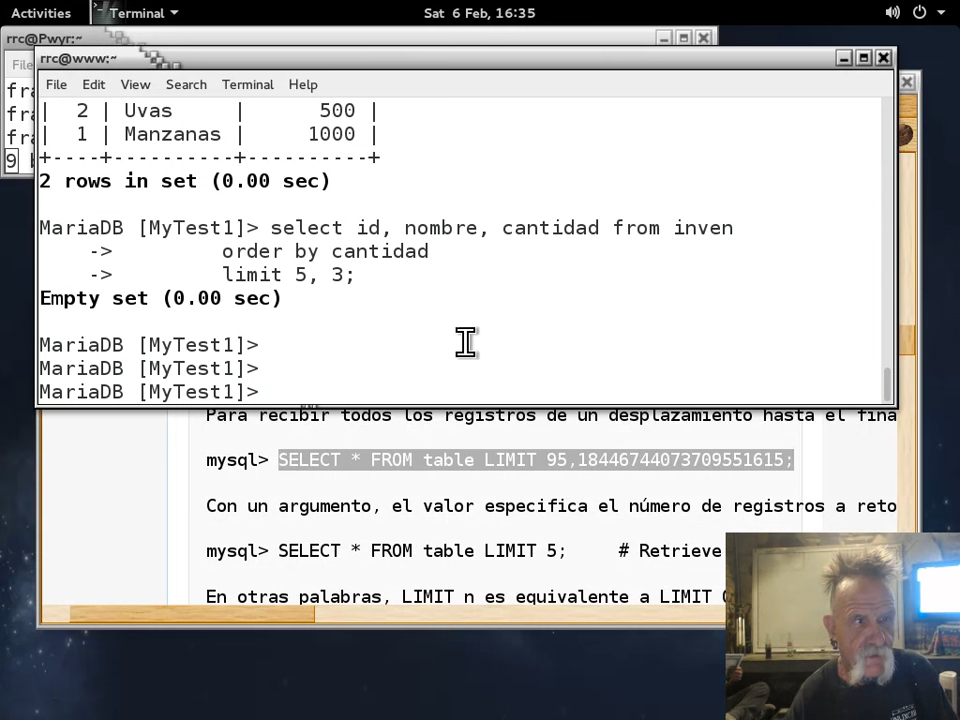 Activities Terminal Sat 6 Feb, 16:35
rrc@Pwyr:~
rrc@www:~
File
File Edit View Search Terminal Help
fra
| 2 | Uvas | 500 |
fra
| 1 | Manzanas | 1000 |
fra
+----+----------+----------+
9
2 rows in set (0.00 sec)
MariaDB [MyTest1]> select id, nombre, cantidad from inven
-> order by cantidad
-> limit 5, 3;
Empty set (0.00 sec)
MariaDB [MyTest1]>
MariaDB [MyTest1]>
MariaDB [MyTest1]>
Para recibir todos los registros de un desplazamiento hasta el fina
mysql> SELECT * FROM table LIMIT 95,18446744073709551615;
Con un argumento, el valor especifica el número de registros a reto
mysql> SELECT * FROM table LIMIT 5; # Retrieve
En otras palabras, LIMIT n es equivalente a LIMIT